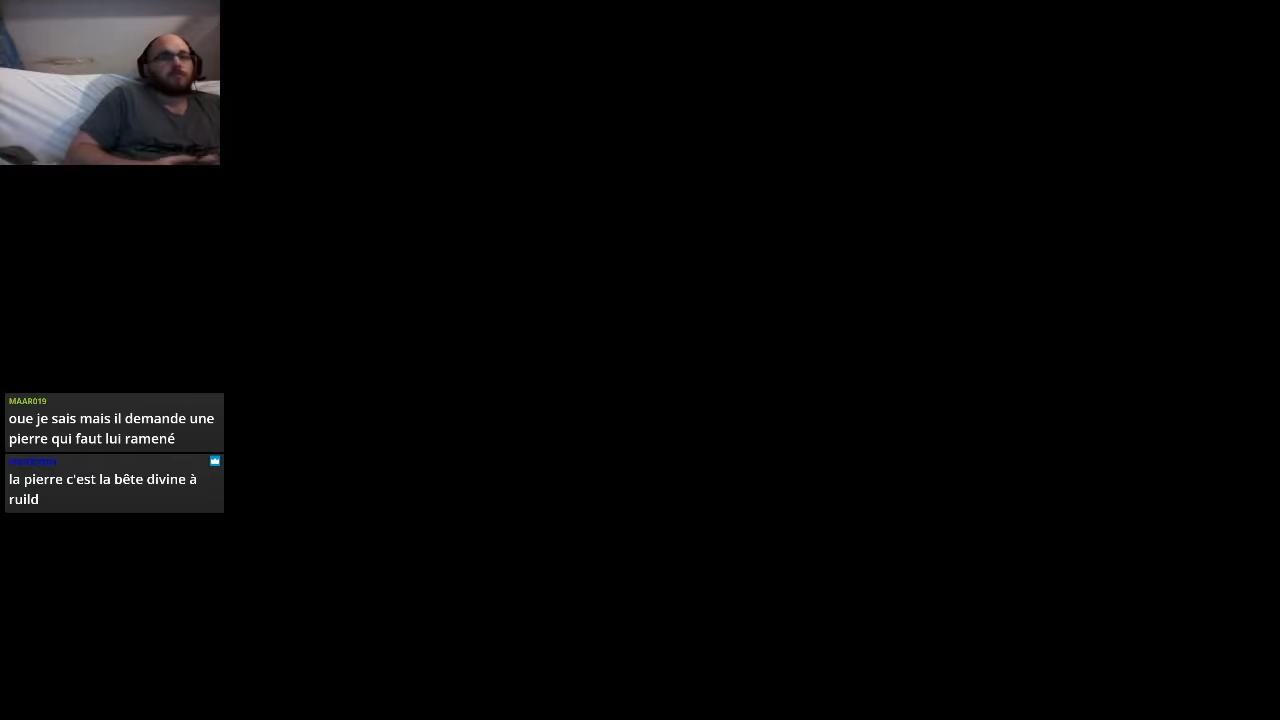 MAAR019
oue je sais mais il demande une
pierre qui faut lui ramené
la pierre c'est la bête divine à
ruild